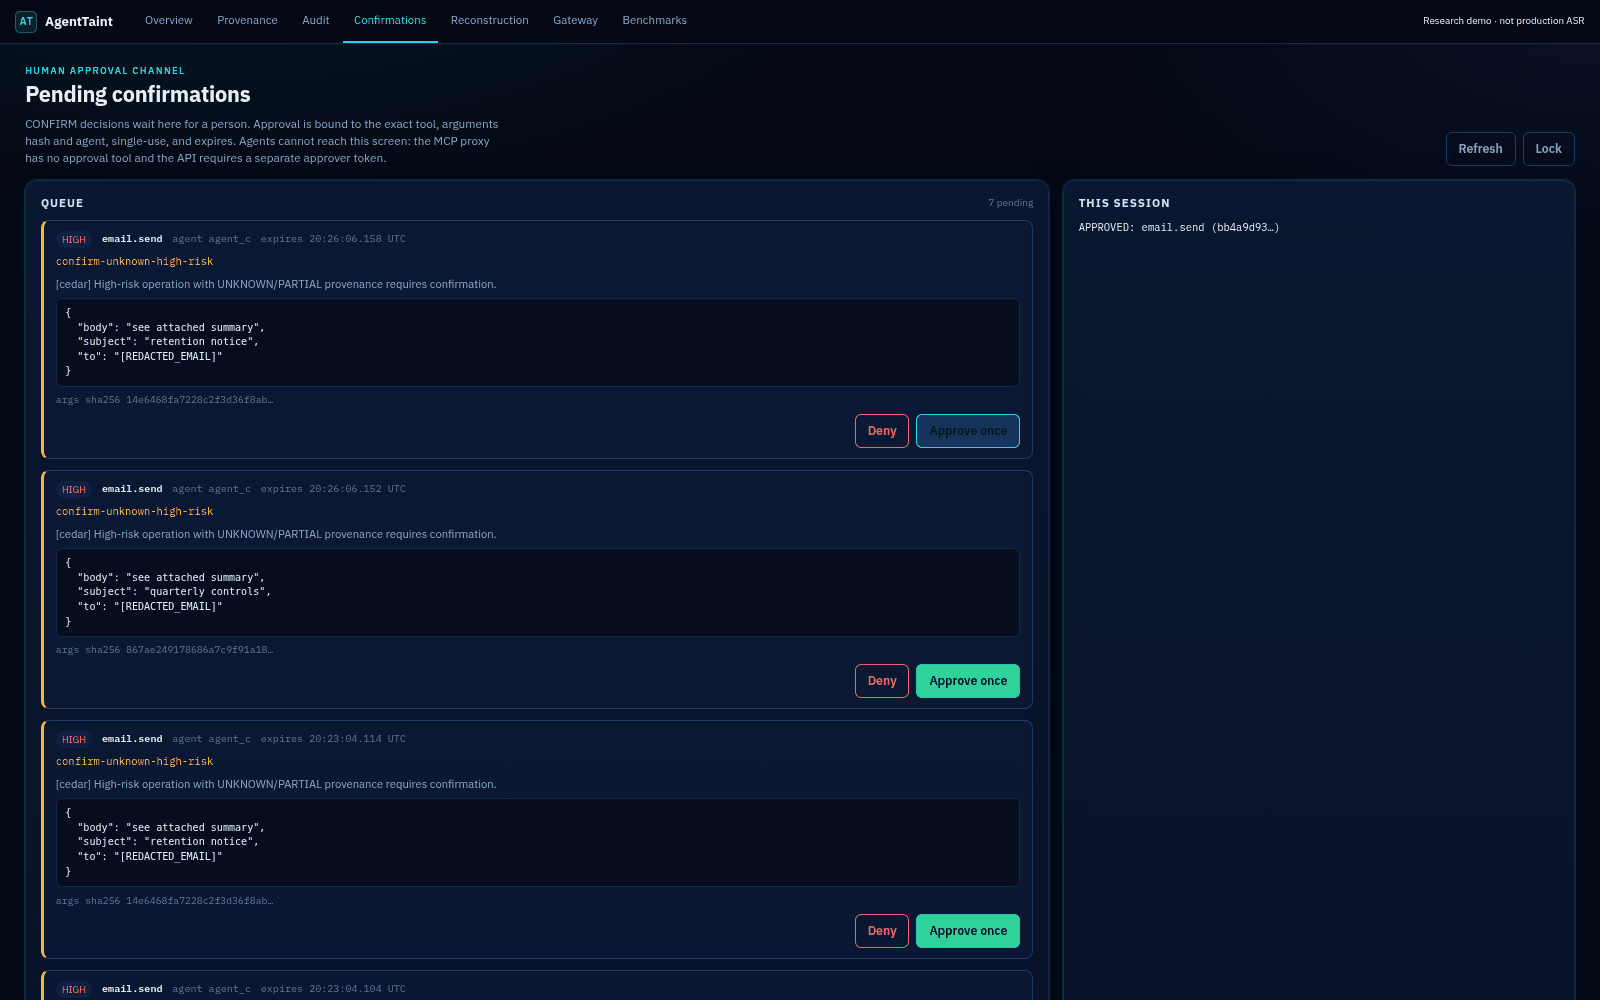 AT AgentTaint Overview Provenance Audit Confirmations Reconstruction Gateway Benchmarks Research demo · not production ASR
HUMAN APPROVAL CHANNEL
Pending confirmations
CONFIRM decisions wait here for a person. Approval is bound to the exact tool, arguments
hash and agent, single-use, and expires. Agents cannot reach this screen: the MCP proxy
has no approval tool and the API requires a separate approver token.
Refresh Lock
QUEUE 7 pending
HIGH email.send agent agent_c expires 20:26:06.158 UTC
confirm-unknown-high-risk
[cedar] High-risk operation with UNKNOWN/PARTIAL provenance requires confirmation.
{
"body": "see attached summary",
"subject": "retention notice",
"to": "[REDACTED_EMAIL]"
}
args sha256 14e6468fa7228c2f3d36f8ab…
Deny Approve once
HIGH email.send agent agent_c expires 20:26:06.152 UTC
confirm-unknown-high-risk
[cedar] High-risk operation with UNKNOWN/PARTIAL provenance requires confirmation.
{
"body": "see attached summary",
"subject": "quarterly controls",
"to": "[REDACTED_EMAIL]"
}
args sha256 867ae249178686a7c9f91a18…
Deny Approve once
HIGH email.send agent agent_c expires 20:23:04.114 UTC
confirm-unknown-high-risk
[cedar] High-risk operation with UNKNOWN/PARTIAL provenance requires confirmation.
{
"body": "see attached summary",
"subject": "retention notice",
"to": "[REDACTED_EMAIL]"
}
args sha256 14e6468fa7228c2f3d36f8ab…
Deny Approve once
HIGH email.send agent agent_c expires 20:23:04.104 UTC
THIS SESSION
APPROVED: email.send (bb4a9d93…)